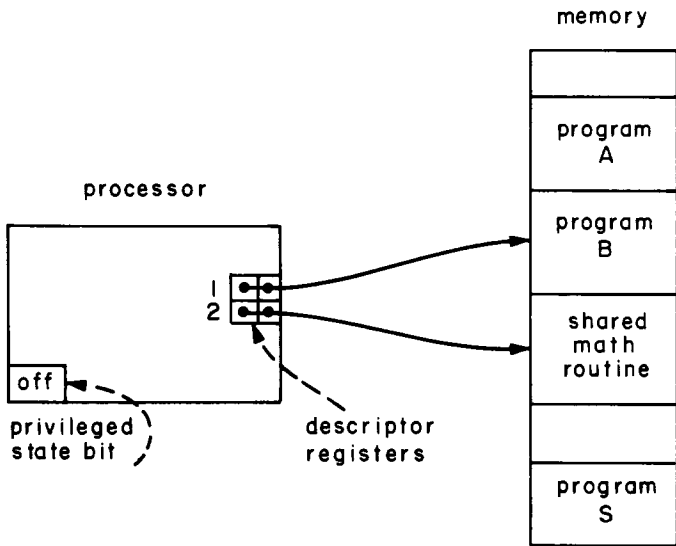 memory
program
A
processor
program
B
1
2
shared
math
routine
off
privileged
state bit
descriptor
registers
program
S